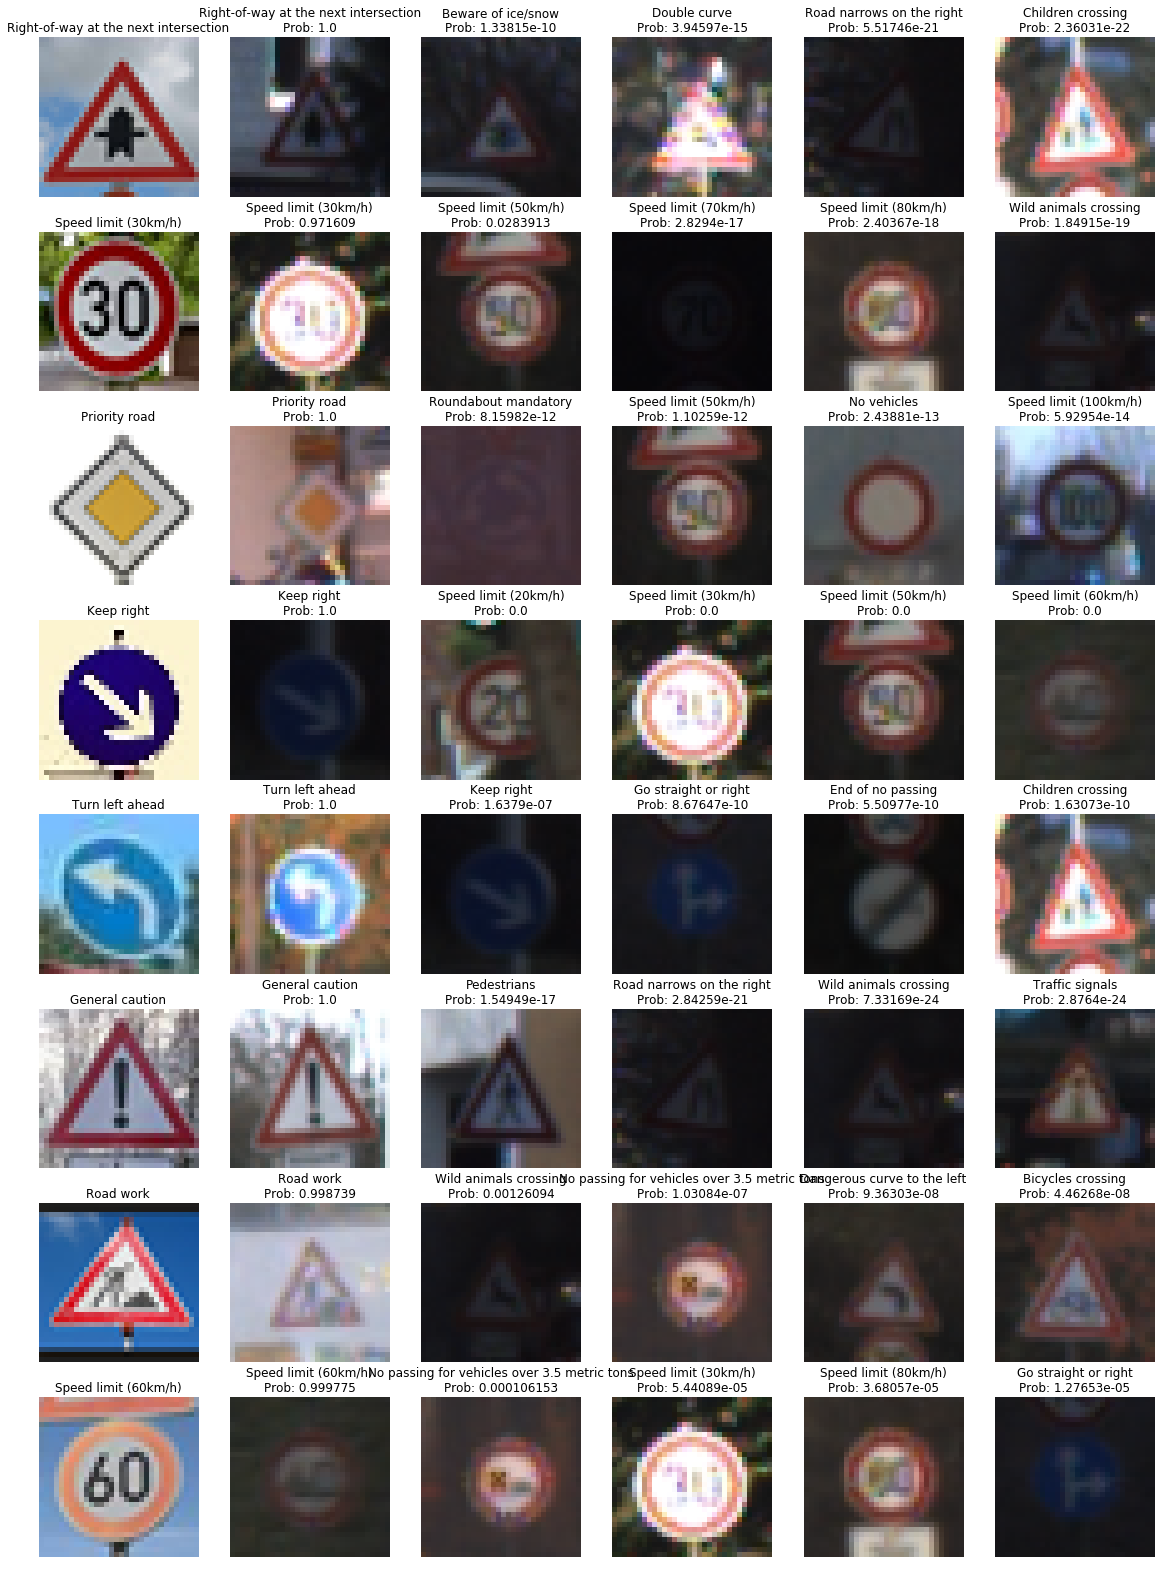 Right-of-way at the next intersection
Right-of-way at the next intersection
Prob: 1.0
Beware of ice/snow
Prob: 1.33815e-10
Double curve
Prob: 3.94597e-15
Road narrows on the right
Prob: 5.51746e-21
Children crossing
Prob: 2.36031e-22
Speed limit (30km/h)
30
Speed limit (30km/h)
Prob: 0.971609
Speed limit (50km/h)
Prob: 0.0283913
Speed limit (70km/h)
Prob: 2.8294e-17
70
Speed limit (80km/h)
Prob: 2.40367e-18
Wild animals crossing
Prob: 1.84915e-19
Priority road
Priority road
Prob: 1.0
Roundabout mandatory
Prob: 8.15982e-12
Speed limit (50km/h)
Prob: 1.10259e-12
No vehicles
Prob: 2.43881e-13
Speed limit (100km/h)
Prob: 5.92954e-14
100
Keep right
Keep right
Prob: 1.0
Speed limit (20km/h)
Prob: 0.0
20
Speed limit (30km/h)
Prob: 0.0
Speed limit (50km/h)
Prob: 0.0
Speed limit (60km/h)
Prob: 0.0
Turn left ahead
Turn left ahead
Prob: 1.0
Keep right
Prob: 1.6379e-07
Go straight or right
Prob: 8.67647e-10
End of no passing
Prob: 5.50977e-10
Children crossing
Prob: 1.63073e-10
General caution
General caution
Prob: 1.0
Pedestrians
Prob: 1.54949e-17
Road narrows on the right
Prob: 2.84259e-21
Wild animals crossing
Prob: 7.33169e-24
Traffic signals
Prob: 2.8764e-24
Road work
Road work
Prob: 0.998739
Wild animals crossing
Prob: 0.00126094
No passing for vehicles over 3.5 metric tons
Prob: 1.03084e-07
Dangerous curve to the left
Prob: 9.36303e-08
Bicycles crossing
Prob: 4.46268e-08
Speed limit (60km/h)
60
Speed limit (60km/h)
Prob: 0.999775
No passing for vehicles over 3.5 metric tons
Prob: 0.000106153
Speed limit (30km/h)
Prob: 5.44089e-05
Speed limit (80km/h)
Prob: 3.68057e-05
Go straight or right
Prob: 1.27653e-05